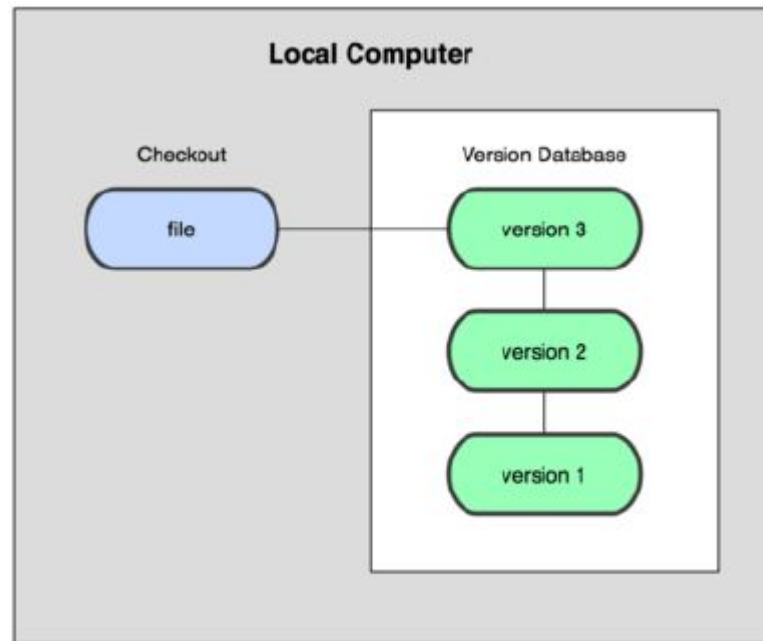 Local Computer
Checkout
Version Database
file
version 3
version 2
version 1